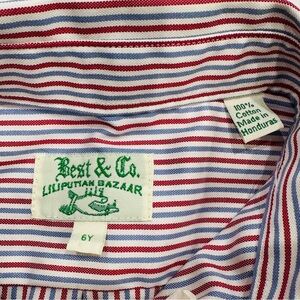 Best & Co.
LILIPUTIAN BAZAAR
6Y
100%
Cotton
Made in
Honduras